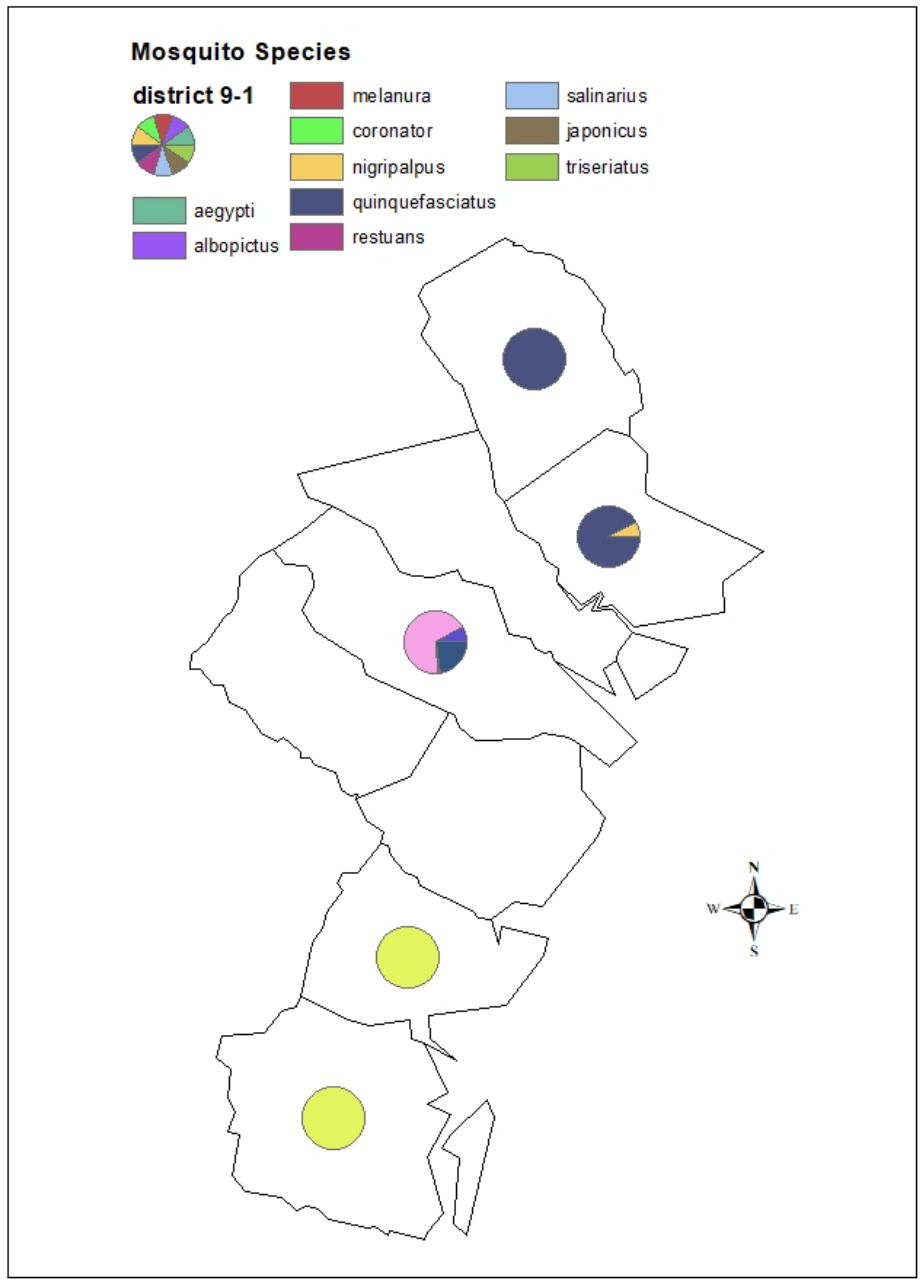 Mosquito Species
district 9-1
aegypti
albopictus
melanura
coronator
nigripalpus
quinquefasciatus
restuans
salinarius
japonicus
triseriatus
N
W E
S